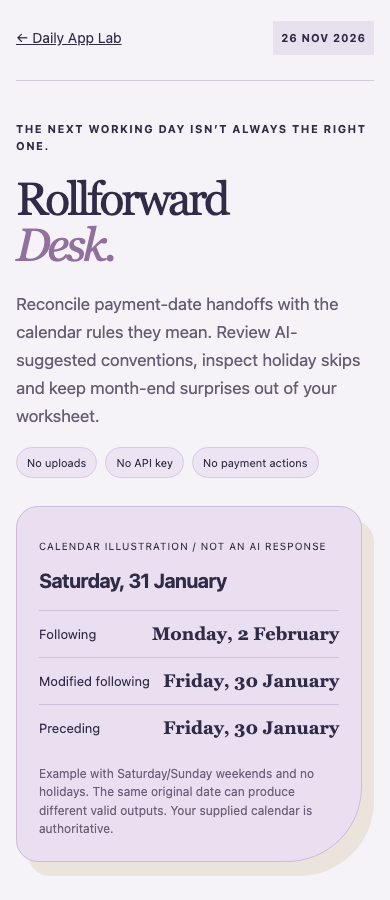 ← Daily App Lab
26 NOV 2026
THE NEXT WORKING DAY ISN’T ALWAYS THE RIGHT
ONE.
Rollforward
Desk.
Reconcile payment-date handoffs with the
calendar rules they mean. Review AI-
suggested conventions, inspect holiday skips
and keep month-end surprises out of your
worksheet.
No uploads
No API key
No payment actions
CALENDAR ILLUSTRATION / NOT AN AI RESPONSE
Saturday, 31 January
Following Monday, 2 February
Modified following Friday, 30 January
Preceding Friday, 30 January
Example with Saturday/Sunday weekends and no
holidays. The same original date can produce
different valid outputs. Your supplied calendar is
authoritative.